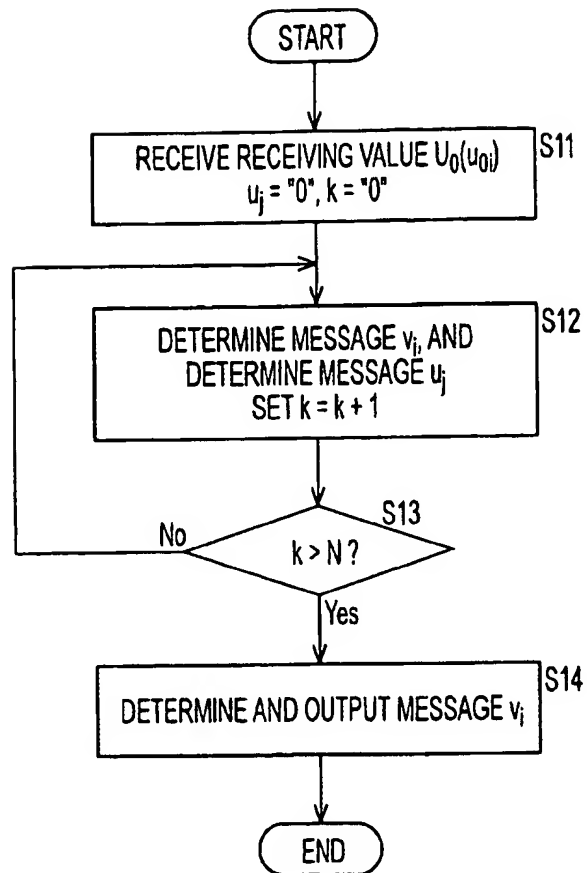 START
S11
RECEIVE RECEIVING VALUE U₀(u₀ᵢ)
uⱼ = "0", k = "0"
S12
DETERMINE MESSAGE vᵢ, AND
DETERMINE MESSAGE uⱼ
SET k = k + 1
S13
No
k > N ?
Yes
S14
DETERMINE AND OUTPUT MESSAGE vᵢ
END